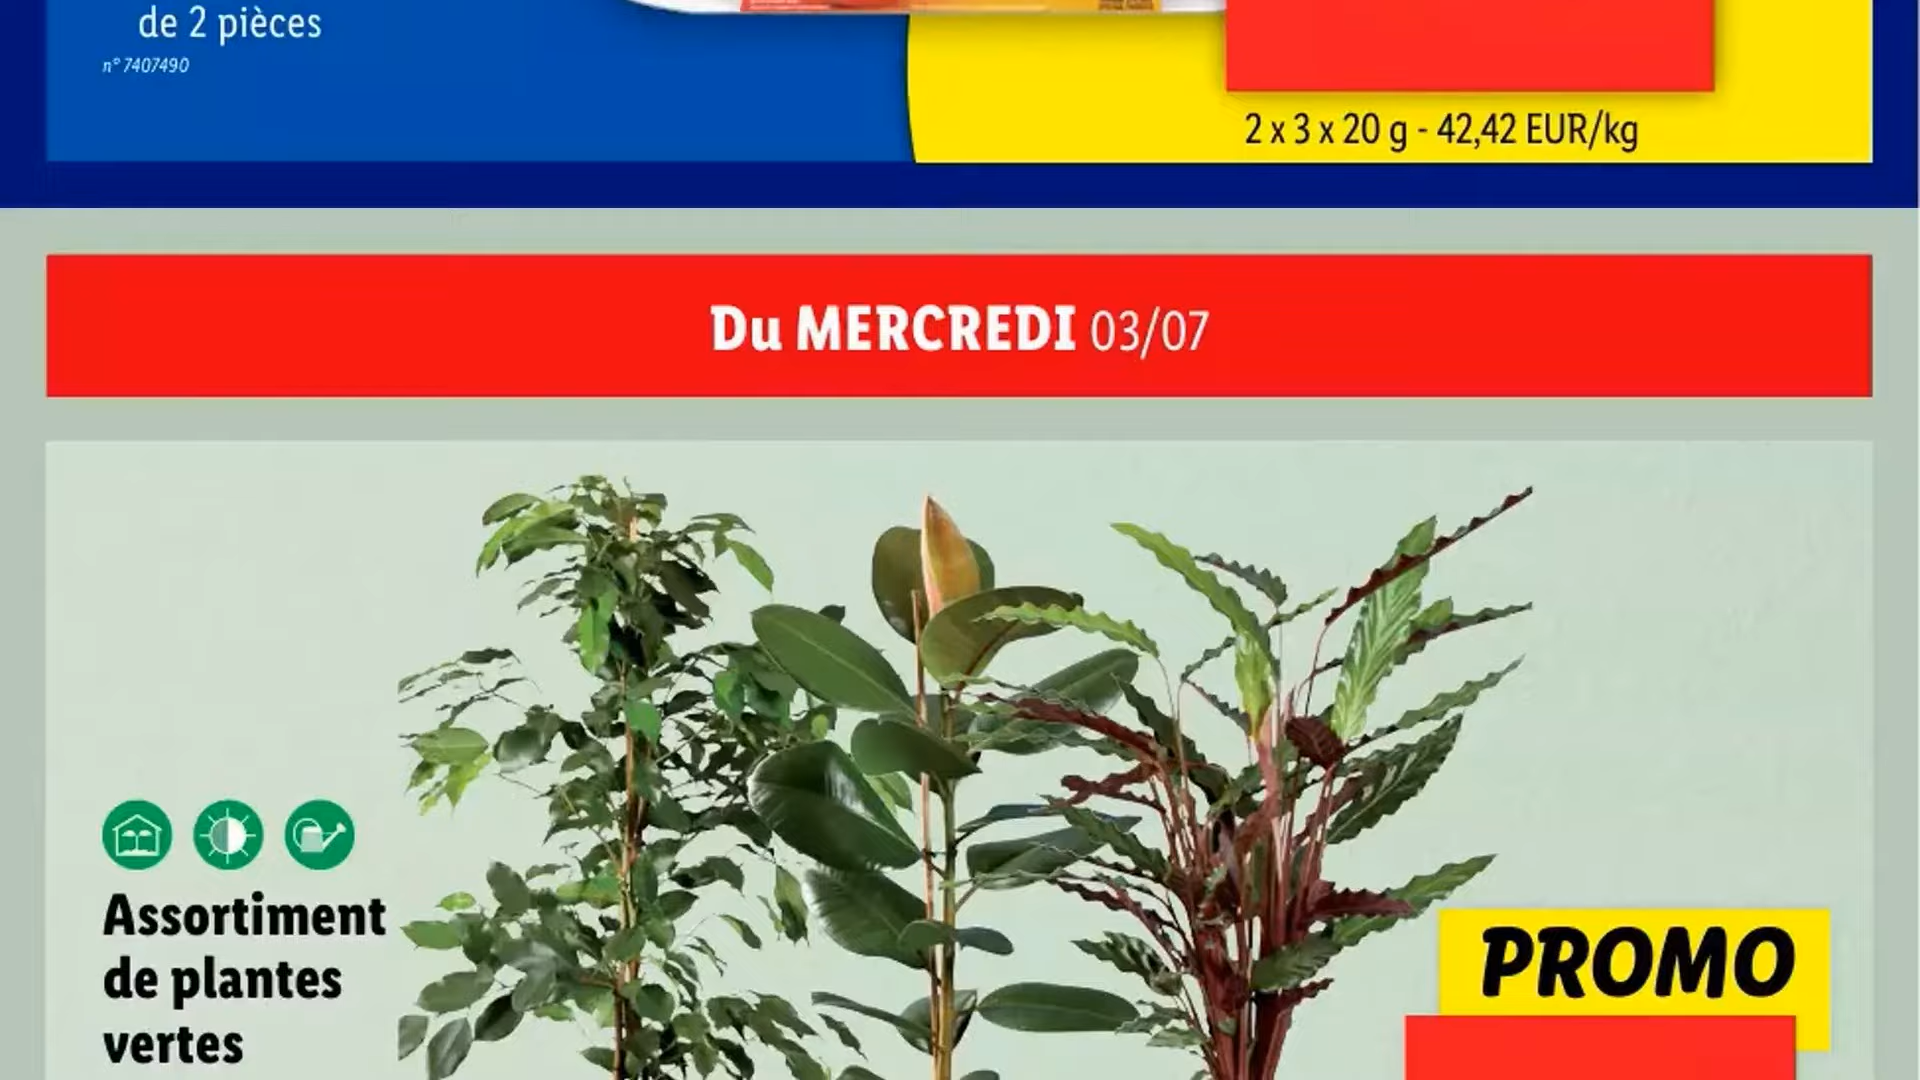 de 2 pièces
n° 7407490
2 x 3 x 20 g - 42,42 EUR/kg
Du MERCREDI 03/07
Assortiment
de plantes
vertes
PROMO